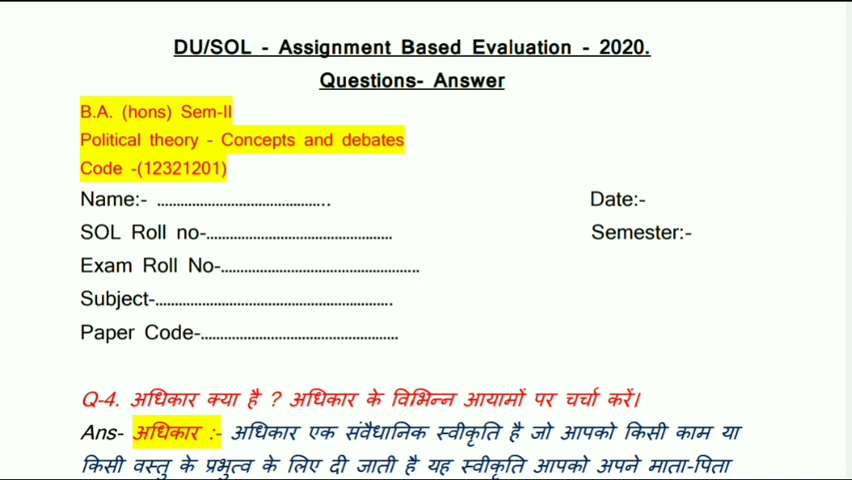 DU/SOL - Assignment Based Evaluation - 2020.
Questions- Answer
B.A. (hons) Sem-II
Political theory - Concepts and debates
Code -(12321201)
Name:- ............................................ Date:-
SOL Roll no-................................................ Semester:-
Exam Roll No-....................................................
Subject-..............................................................
Paper Code-...................................................
Q-4. अधिकार क्या है ? अधिकार के विभिन्न आयामों पर चर्चा करें।
Ans- अधिकार :- अधिकार एक संवैधानिक स्वीकृति है जो आपको किसी काम या
किसी वस्तु के प्रभुत्व के लिए दी जाती है यह स्वीकृति आपको अपने माता-पिता